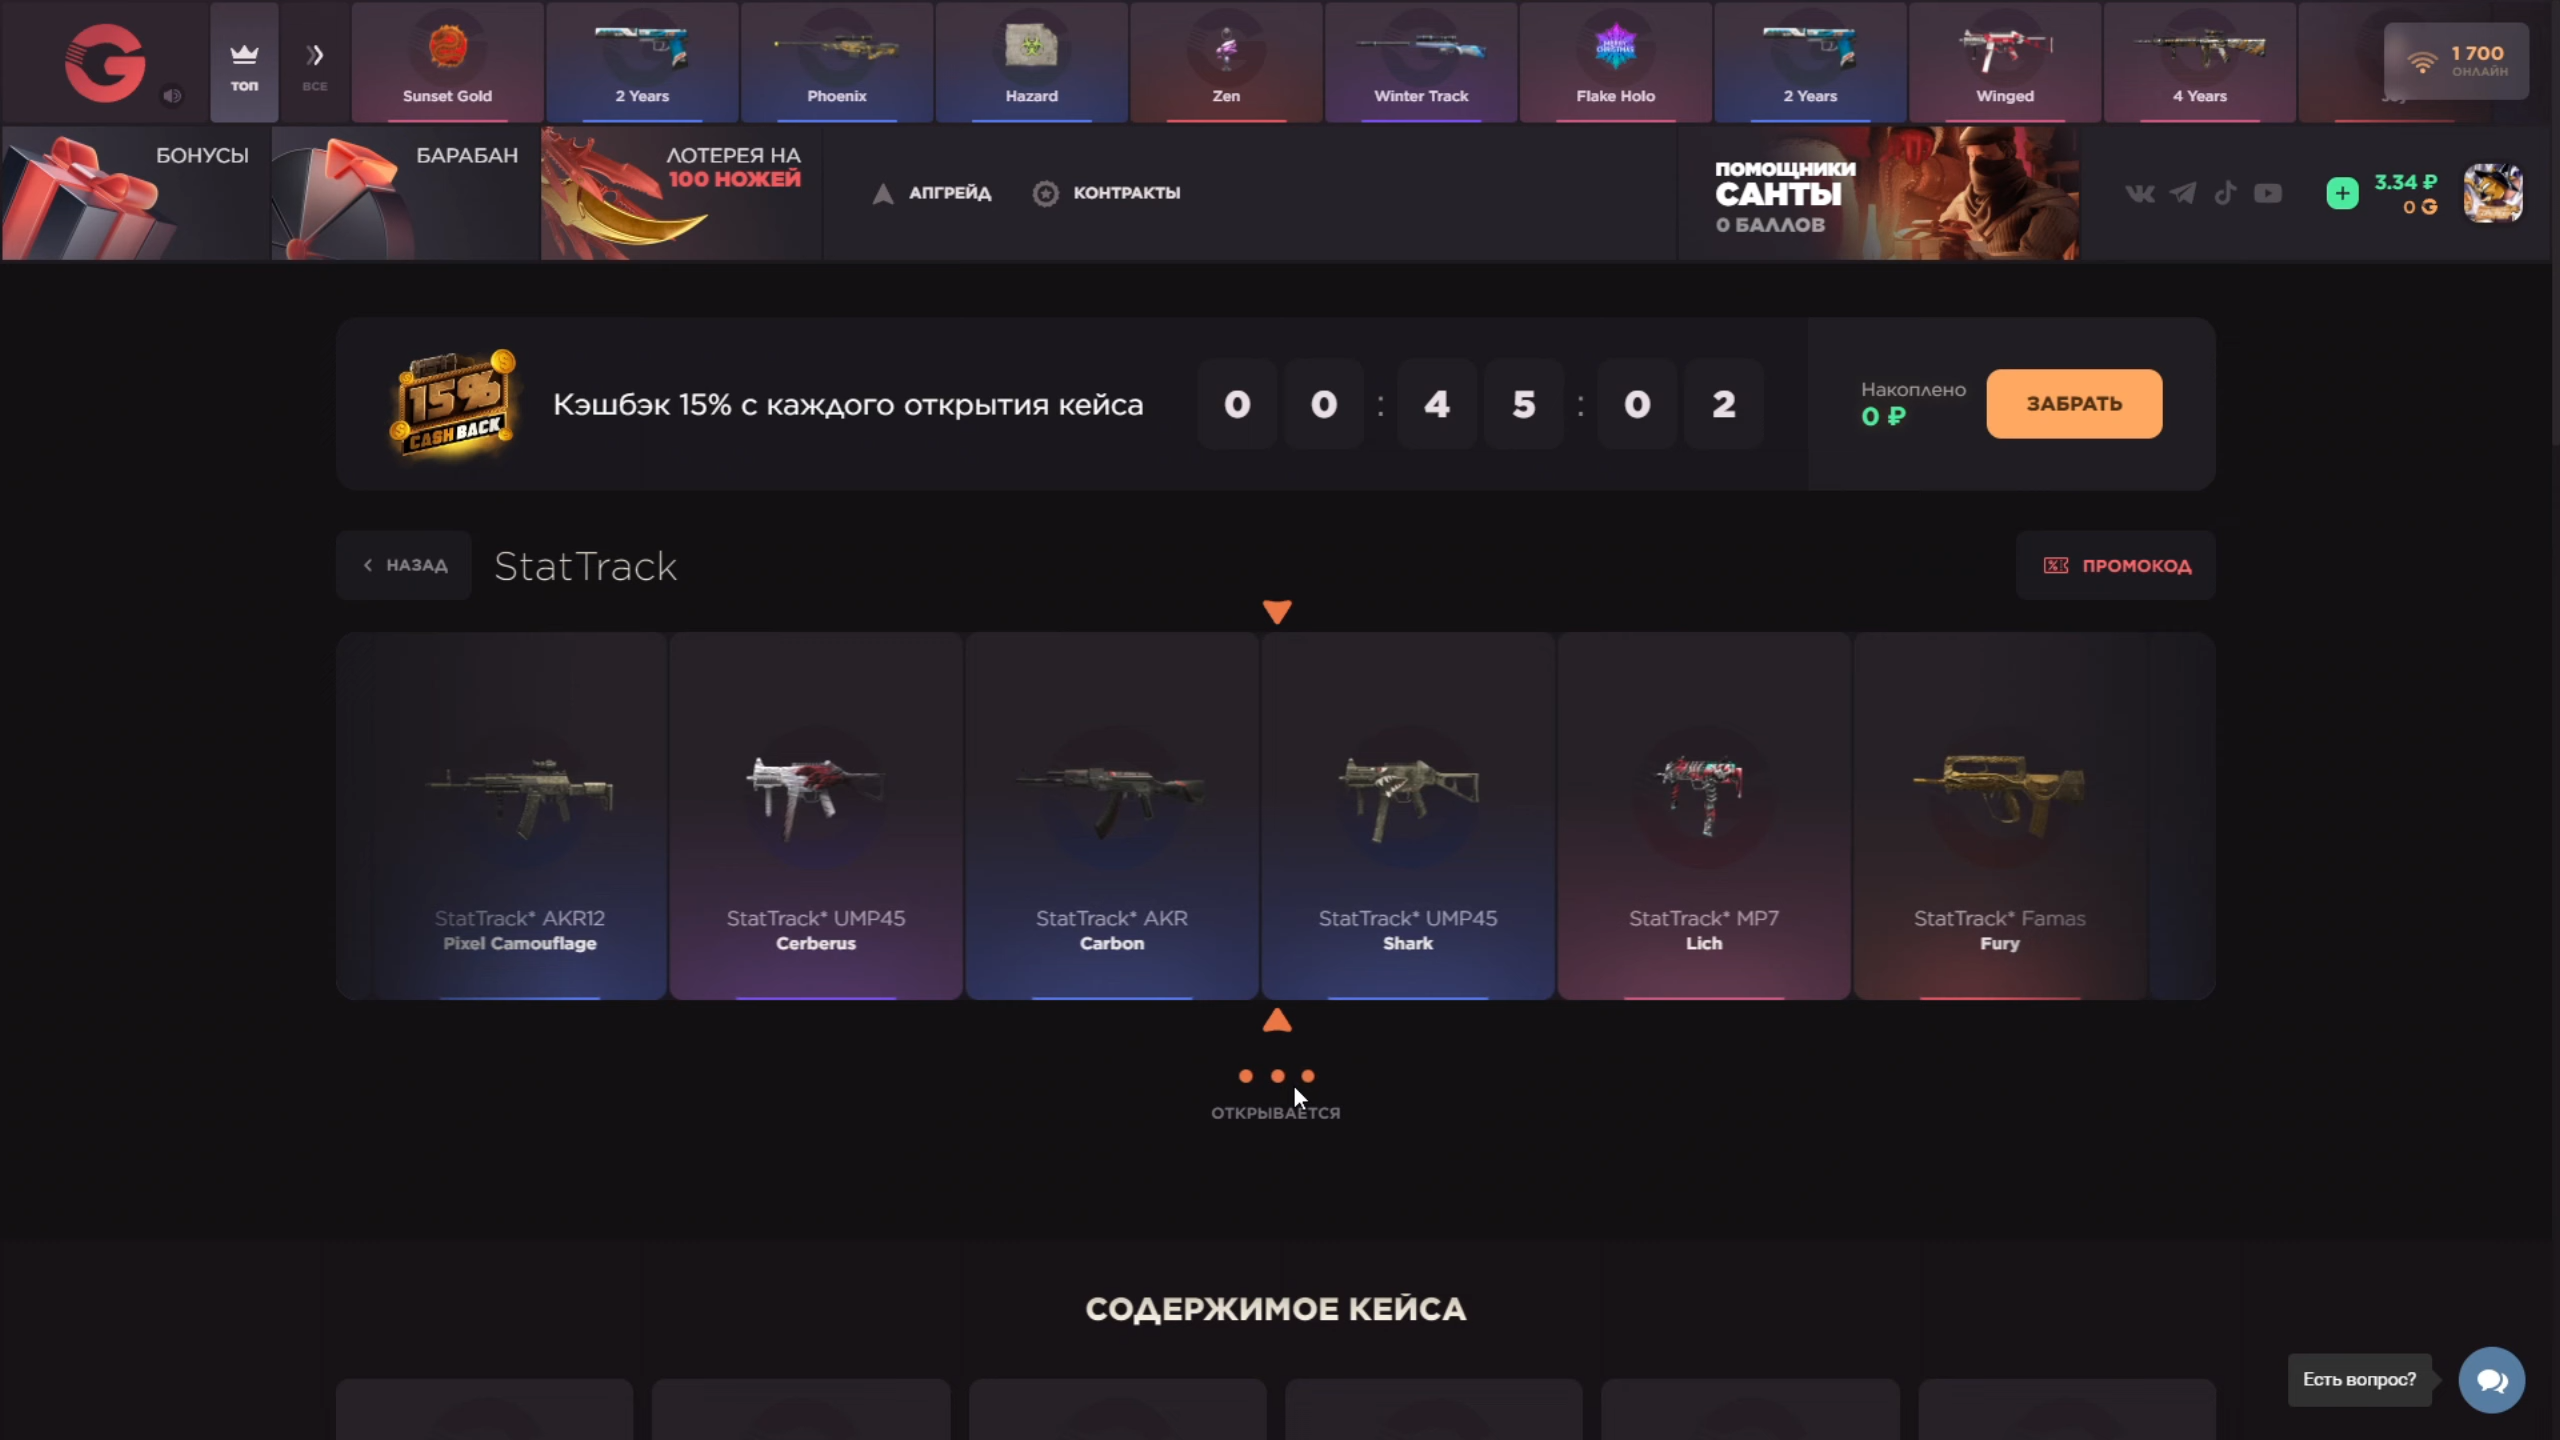 ТОП
ВСЕ
Sunset Gold
2 Years
Phoenix
Hazard
Zen
Winter Track
Flake Holo
2 Years
Winged
4 Years
1 700
ОНЛАЙН
БОНУСЫ
БАРАБАН
ЛОТЕРЕЯ НА
100 НОЖЕЙ
АПГРЕЙД
КОНТРАКТЫ
ПОМОЩНИКИ
САНТЫ
0 БАЛЛОВ
3.34 ₽
0 G
15%
CASH BACK
Кэшбэк 15% с каждого открытия кейса
0 0 : 4 5 : 0 2
Накоплено
0 ₽
ЗАБРАТЬ
НАЗАД
StatTrack
ПРОМОКОД
StatTrack* AKR12
Pixel Camouflage
StatTrack* UMP45
Cerberus
StatTrack* AKR
Carbon
StatTrack* UMP45
Shark
StatTrack* MP7
Lich
StatTrack* Famas
Fury
ОТКРЫВАЕТСЯ
СОДЕРЖИМОЕ КЕЙСА
Есть вопрос?